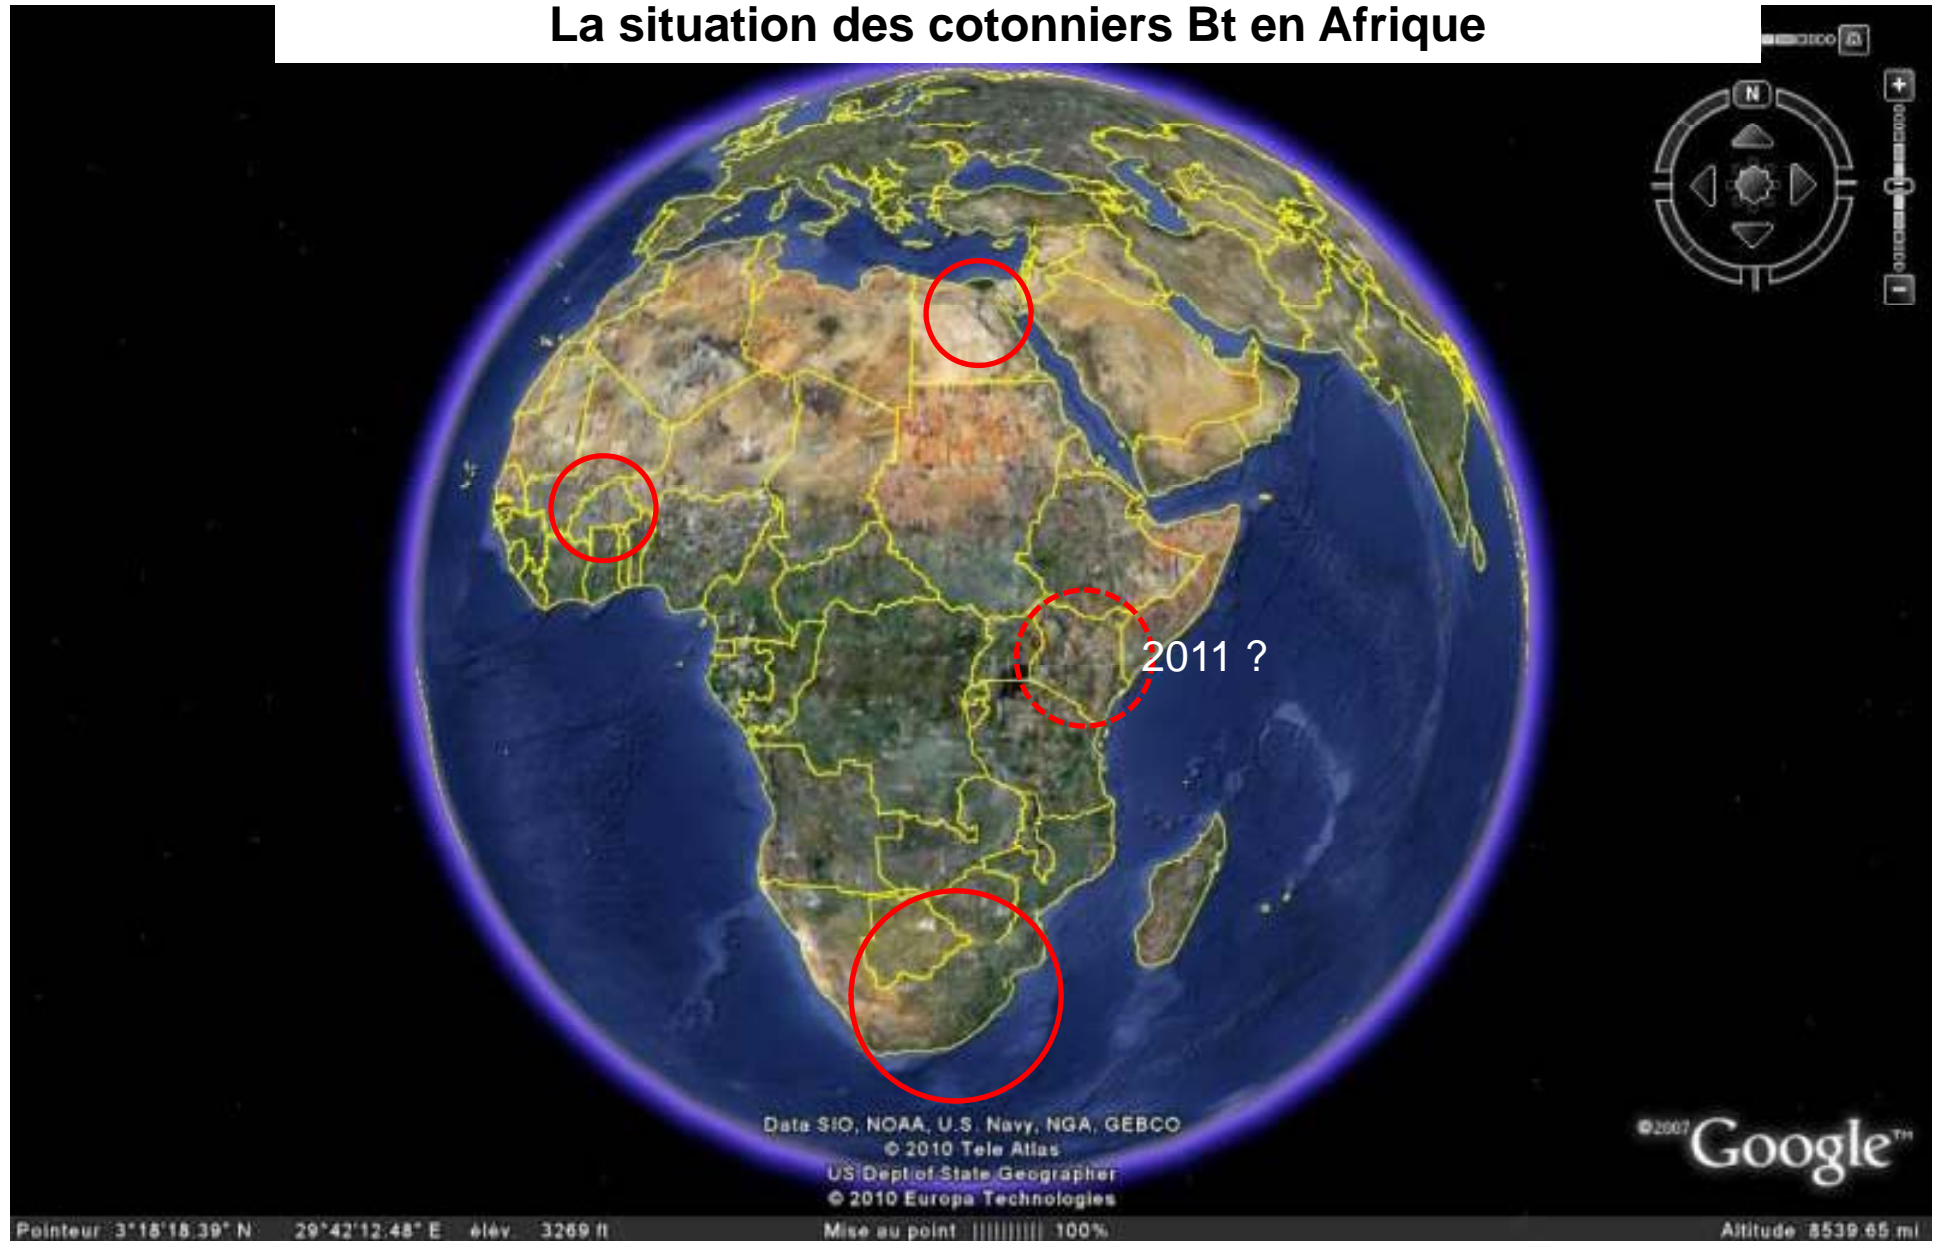 La situation des cotonniers Bt en Afrique
N
2011 ?
Data SIO, NOAA, U.S. Navy, NGA, GEBCO
© 2010 Tele Atlas
US Dept of State Geographer
© 2010 Europa Technologies
©2007 Google™
Pointeur 3°18'18.39" N 29°42'12.48" E élév. 3269 ft Mise au point |||||||||| 100% Altitude 8539.65 mi